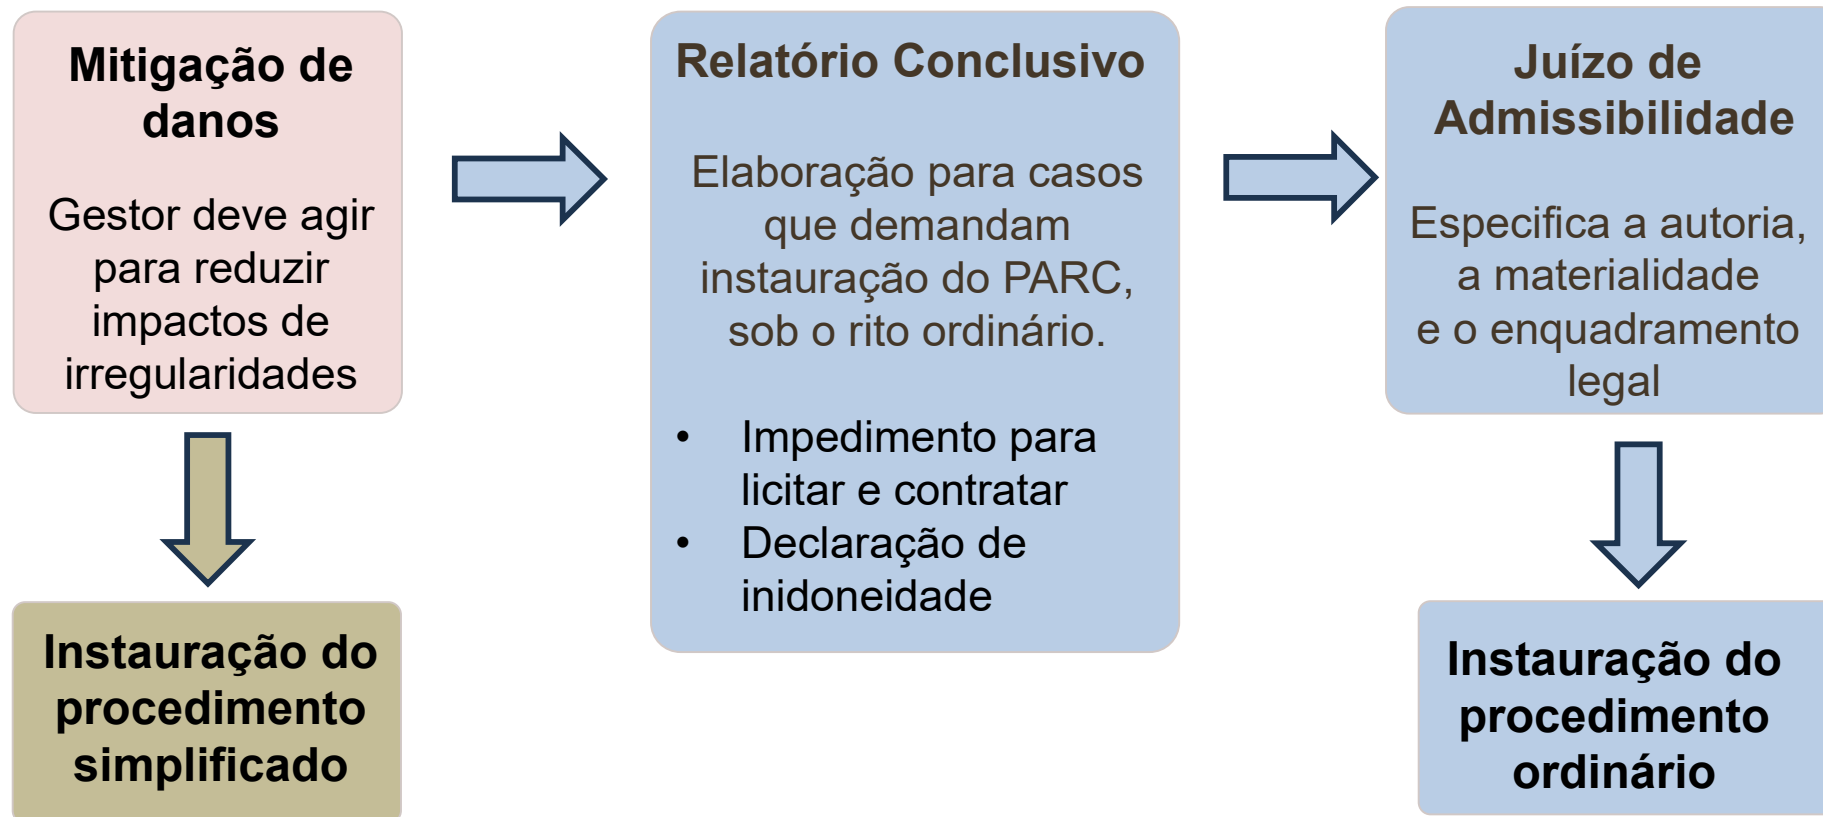 Mitigação de
danos
Gestor deve agir
para reduzir
impactos de
irregularidades
Instauração do
procedimento
simplificado
Relatório Conclusivo
Elaboração para casos
que demandam
instauração do PARC,
sob o rito ordinário.
• Impedimento para
licitar e contratar
• Declaração de
inidoneidade
Juízo de
Admissibilidade
Especifica a autoria,
a materialidade
e o enquadramento
legal
Instauração do
procedimento
ordinário